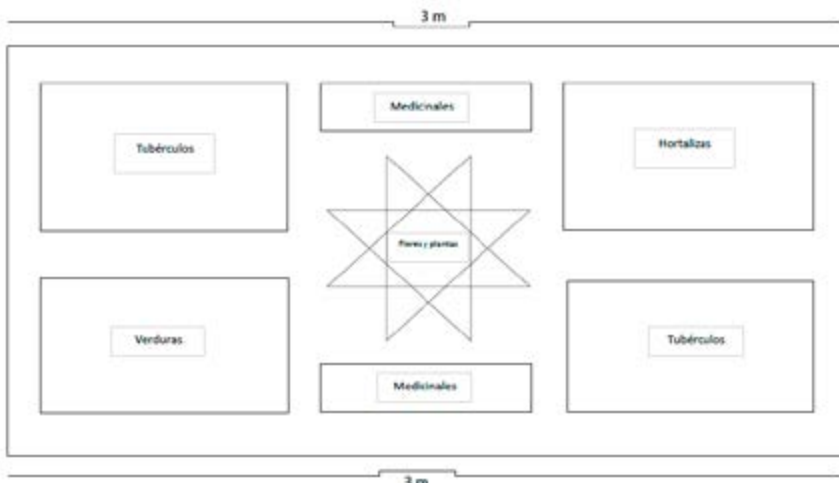 3 m
Medicinales
Tubérculos
Hortalizas
Flores y plantas
Verduras
Tubérculos
Medicinales
3 m